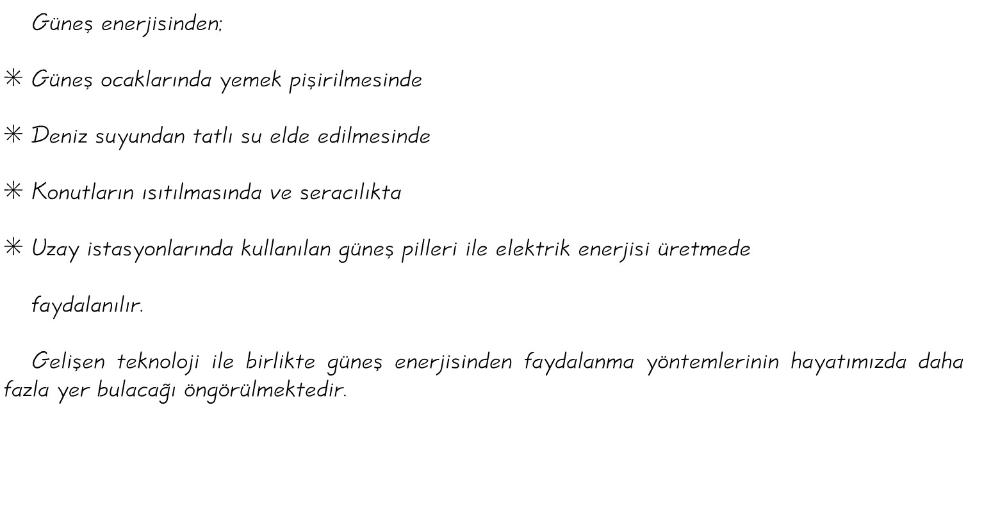 Güneş enerjisinden;
✳ Güneş ocaklarında yemek pişirilmesinde
✳ Deniz suyundan tatlı su elde edilmesinde
✳ Konutların ısıtılmasında ve seracılıkta
✳ Uzay istasyonlarında kullanılan güneş pilleri ile elektrik enerjisi üretmede
faydalanılır.
Gelişen teknoloji ile birlikte güneş enerjisinden faydalanma yöntemlerinin hayatımızda daha
fazla yer bulacağı öngörülmektedir.